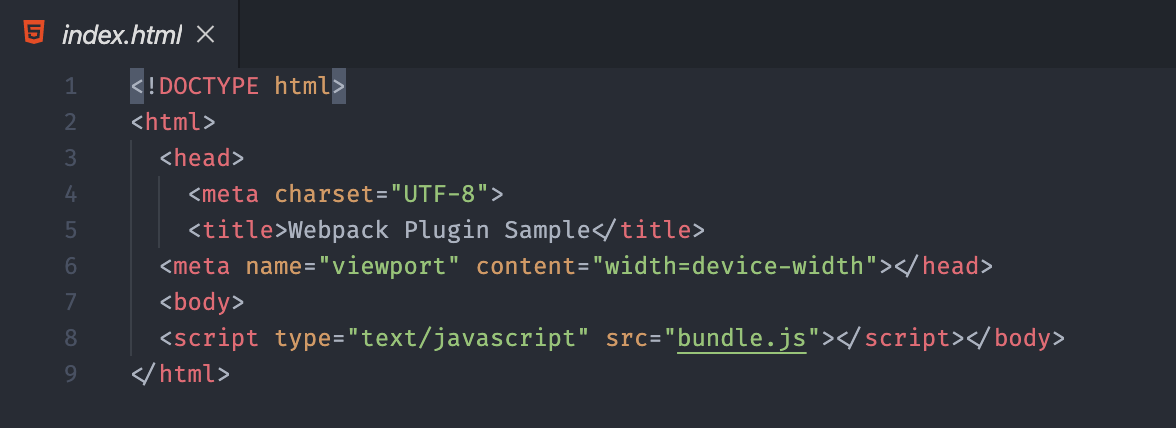 index.html
1 <!DOCTYPE html>
2 <html>
3   <head>
4     <meta charset="UTF-8">
5     <title>Webpack Plugin Sample</title>
6   <meta name="viewport" content="width=device-width"></head>
7   <body>
8   <script type="text/javascript" src="bundle.js"></script></body>
9 </html>